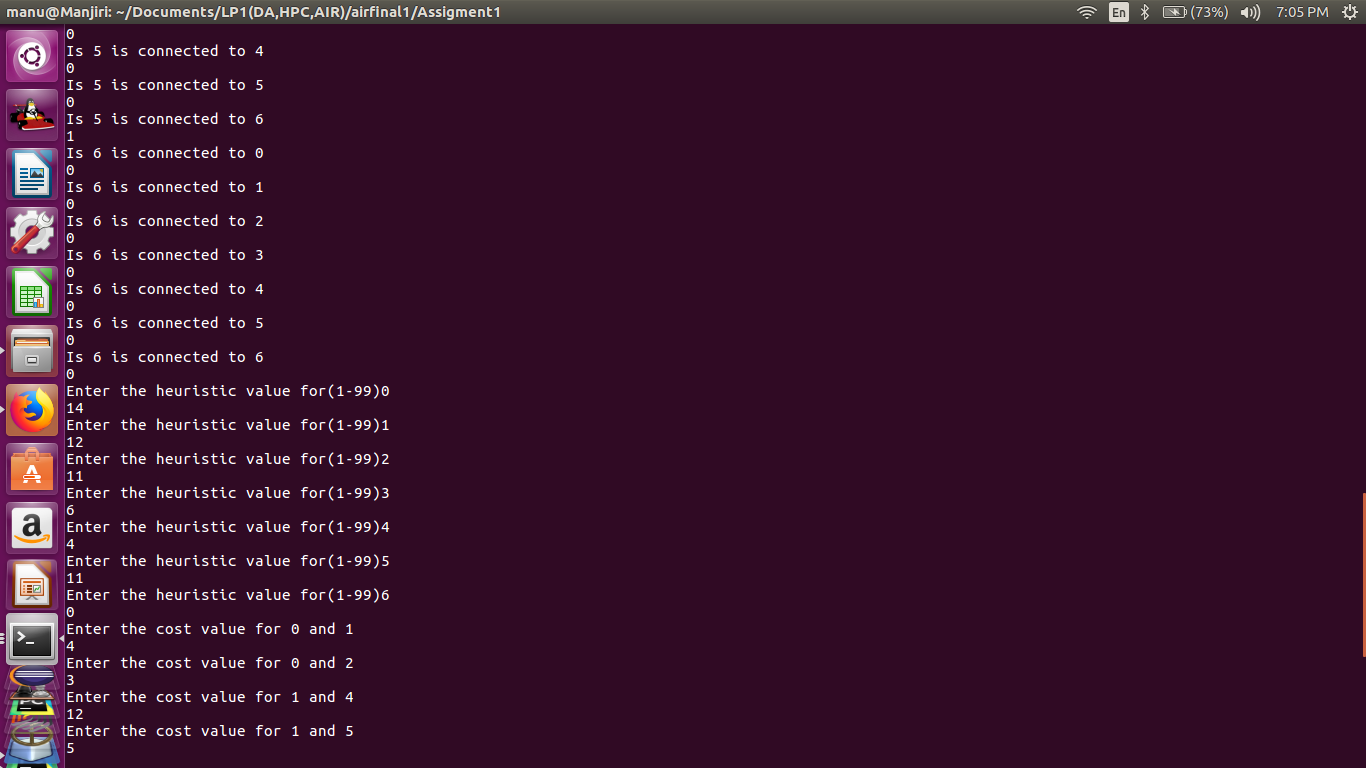 manu@Manjiri: ~/Documents/LP1(DA,HPC,AIR)/airfinal1/Assigment1
En
(73%)
7:05 PM
0
Is 5 is connected to 4
0
Is 5 is connected to 5
0
Is 5 is connected to 6
1
Is 6 is connected to 0
0
Is 6 is connected to 1
0
Is 6 is connected to 2
0
Is 6 is connected to 3
0
Is 6 is connected to 4
0
Is 6 is connected to 5
0
Is 6 is connected to 6
0
Enter the heuristic value for(1-99)0
14
Enter the heuristic value for(1-99)1
12
Enter the heuristic value for(1-99)2
11
Enter the heuristic value for(1-99)3
6
Enter the heuristic value for(1-99)4
4
Enter the heuristic value for(1-99)5
11
Enter the heuristic value for(1-99)6
0
Enter the cost value for 0 and 1
4
Enter the cost value for 0 and 2
3
Enter the cost value for 1 and 4
12
Enter the cost value for 1 and 5
5